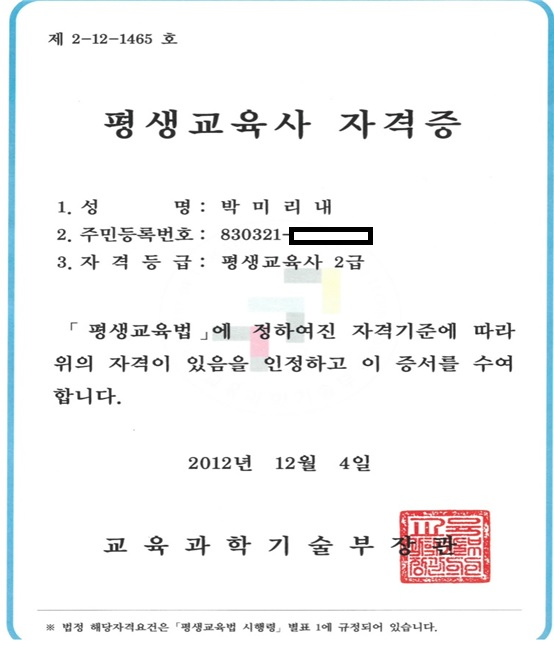 제 2-12-1465 호
평생교육사 자격증
1. 성 명 : 박 미 리 내
2. 주민등록번호 : 830321-
3. 자 격 등 급 : 평생교육사 2급
「 평생교육법 」에 정하여진 자격기준에 따라
위의 자격이 있음을 인정하고 이 증서를 수여
합니다.
2012년 12월 4일
교 육 과 학 기 술 부 장 관
※ 법정 해당자격요건은 「평생교육법 시행령」 별표 1에 규정되어 있습니다.